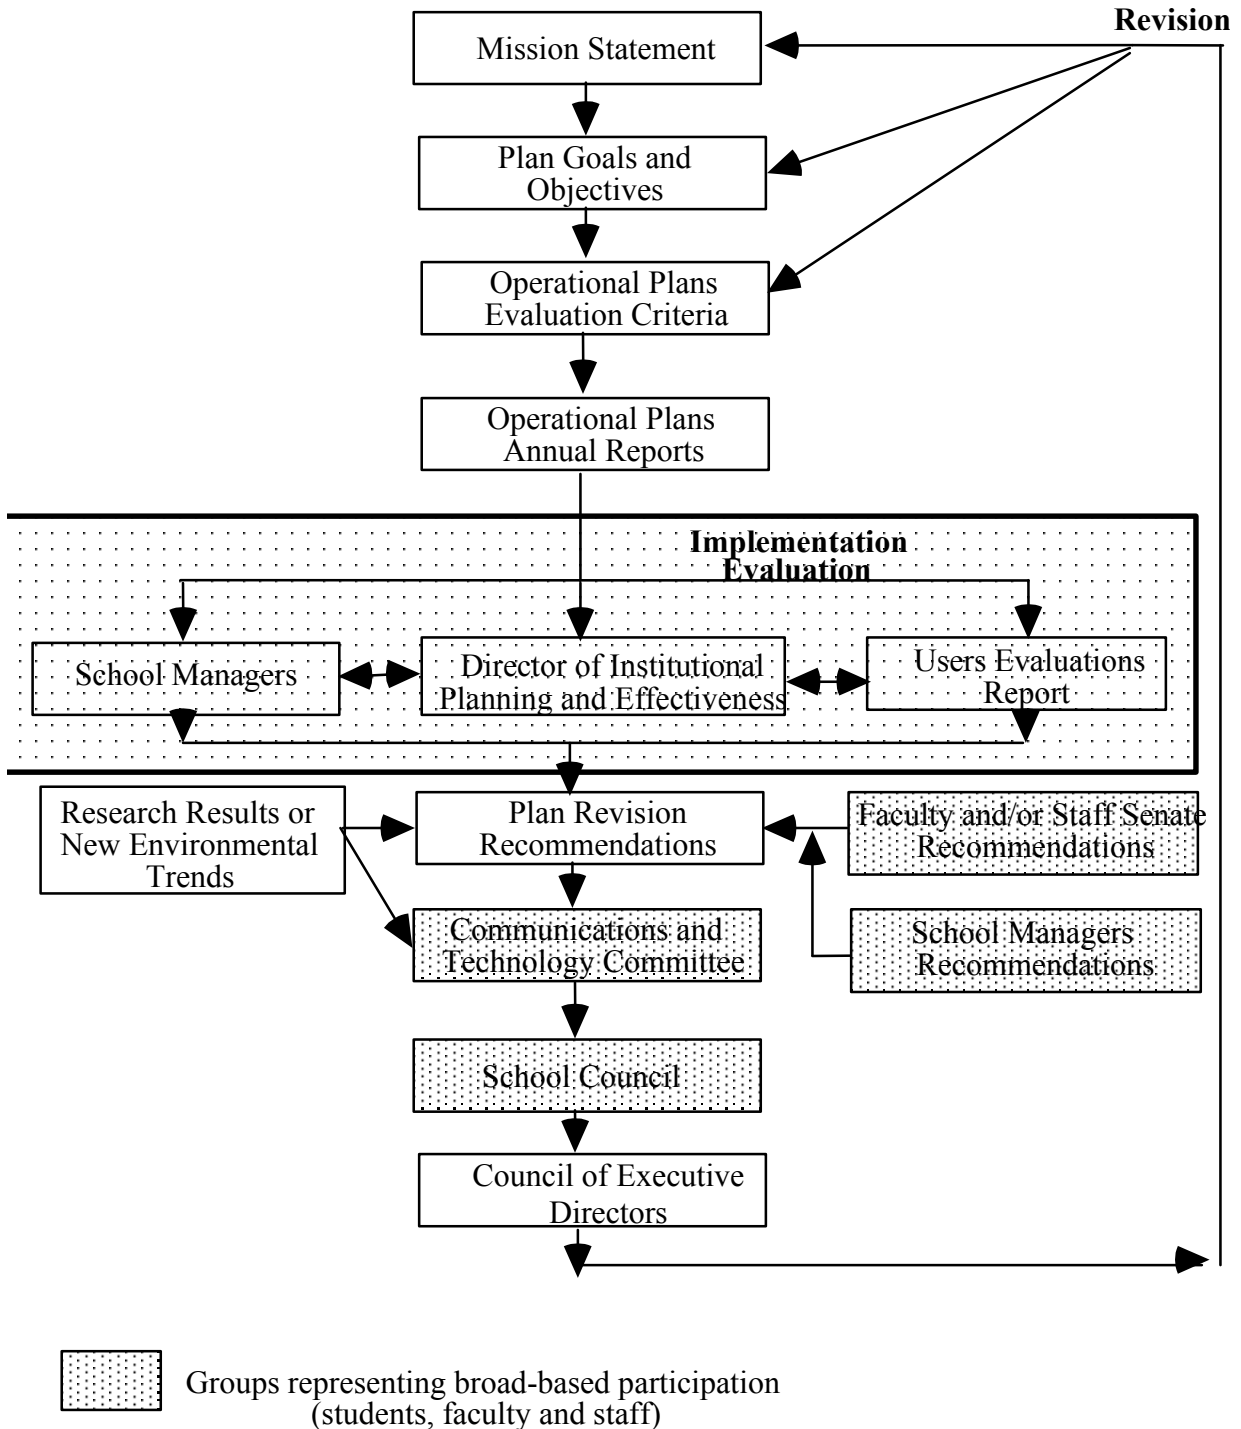 Revision
Mission Statement
Plan Goals and
Objectives
Operational Plans
Evaluation Criteria
Operational Plans
Annual Reports
Implementation
Evaluation
School Managers
Director of Institutional
Planning and Effectiveness
Users Evaluations
Report
Research Results or
New Environmental
Trends
Plan Revision
Recommendations
Faculty and/or Staff Senate
Recommendations
Communications and
Technology Committee
School Managers
Recommendations
School Council
Council of Executive
Directors
Groups representing broad-based participation
(students, faculty and staff)